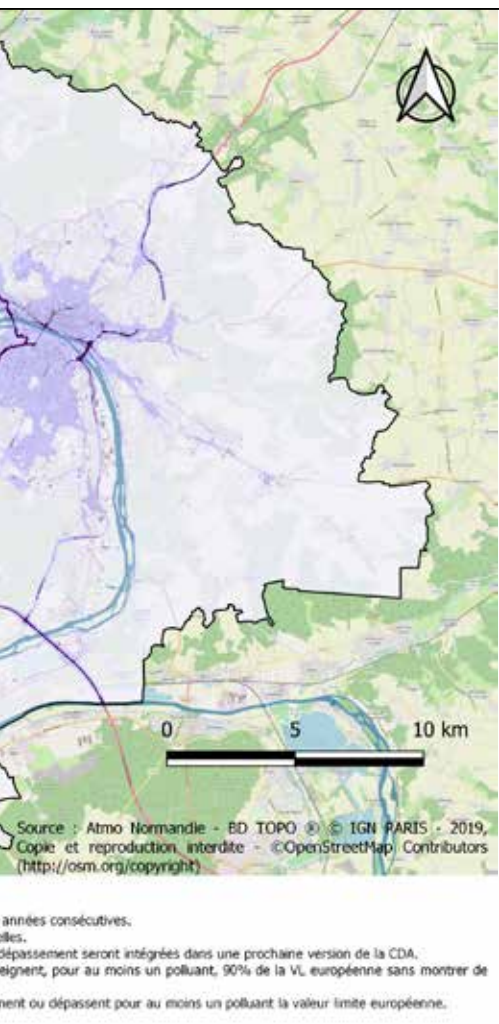 0 5 10 km
Source : Atmo Normandie - BD TOPO ® © IGN PARIS - 2019,
Copie et reproduction interdite - ©OpenStreetMap Contributors
(http://osm.org/copyright)
années consécutives.
elles.
dépassement seront intégrées dans une prochaine version de la CDA.
eignent, pour au moins un polluant, 90% de la VL européenne sans montrer de
nent ou dépassent pour au moins un polluant la valeur limite européenne.